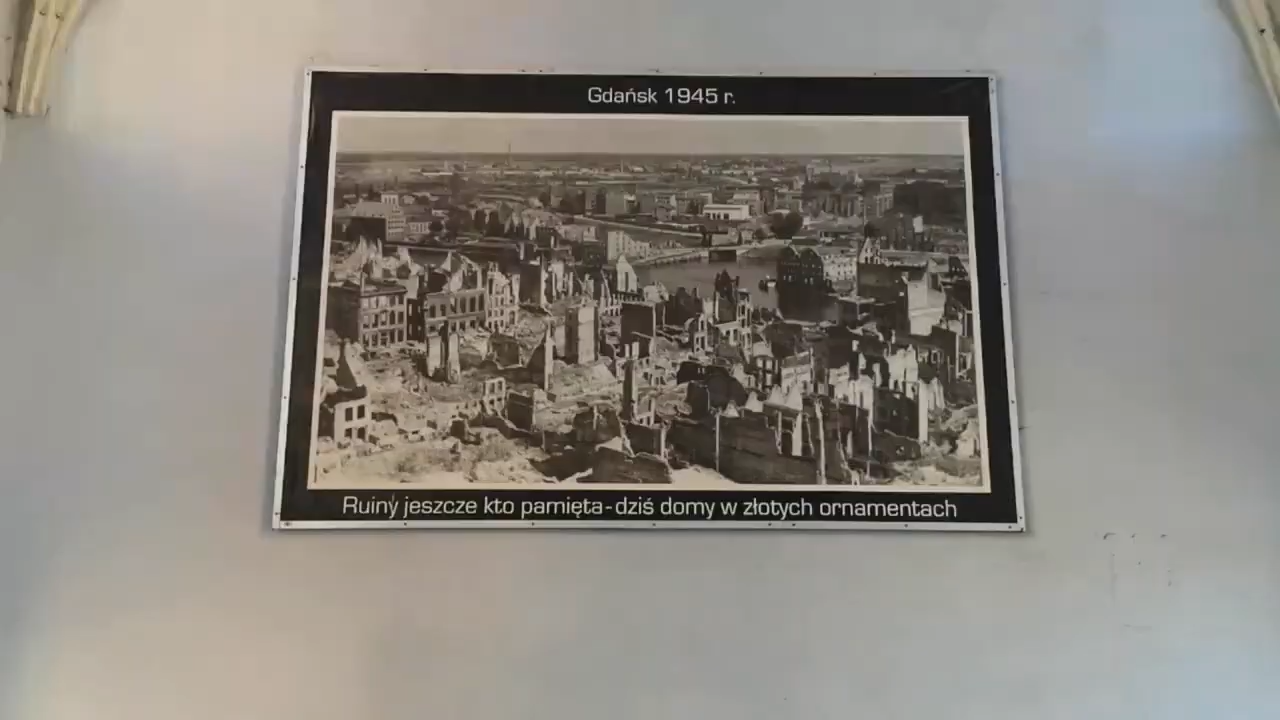 Gdańsk 1945 r.
Ruiny jeszcze kto pamięta-dziś domy w złotych ornamentach